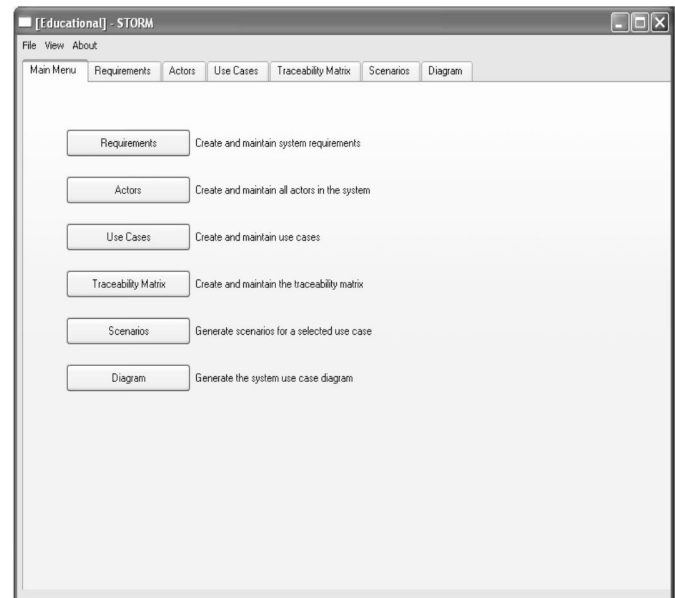 [Educational] - STORM
File View About
Main Menu Requirements Actors Use Cases Traceability Matrix Scenarios Diagram
Requirements Create and maintain system requirements
Actors Create and maintain all actors in the system
Use Cases Create and maintain use cases
Traceability Matrix Create and maintain the traceability matrix
Scenarios Generate scenarios for a selected use case
Diagram Generate the system use case diagram